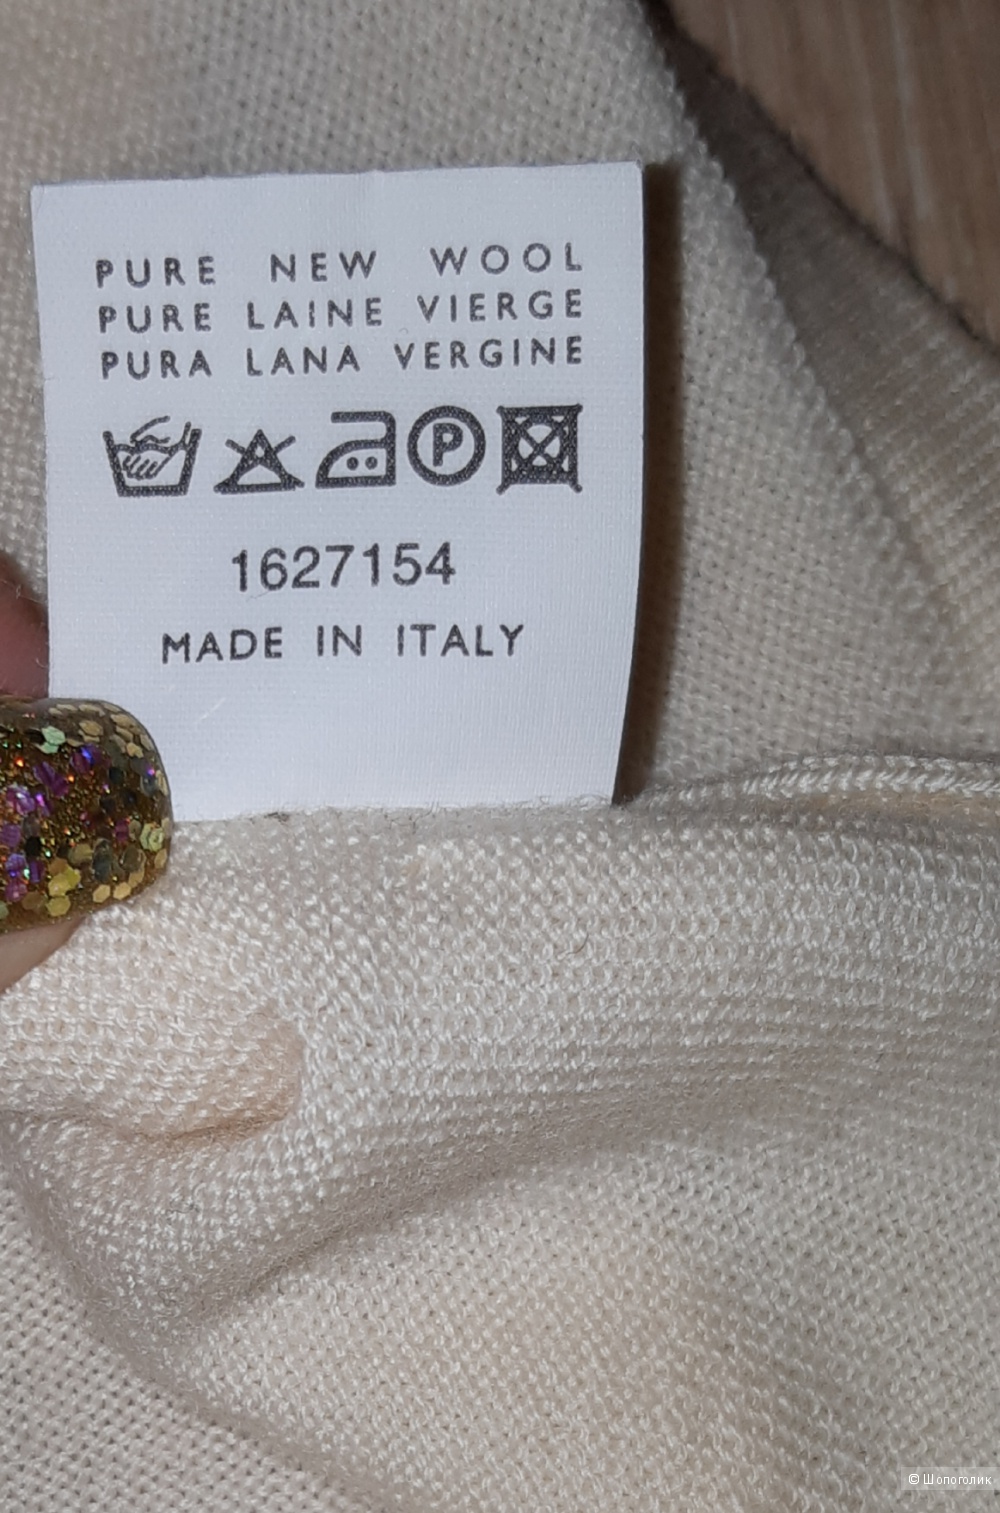 PURE NEW WOOL
PURE LAINE VIERGE
PURA LANA VERGINE
P
1627154
MADE IN ITALY
© Шопоголик